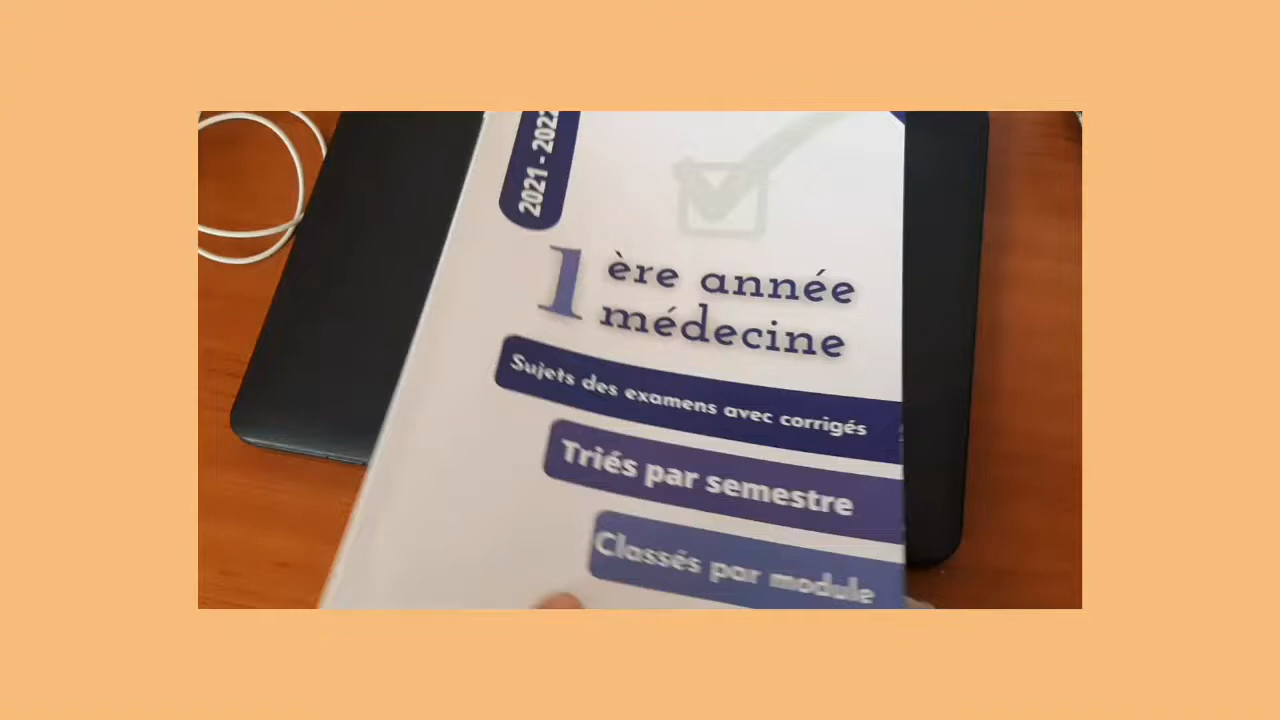 2021 - 2022
1ère année
médecine
Sujets des examens avec corrigés
Triés par semestre
Classés par module